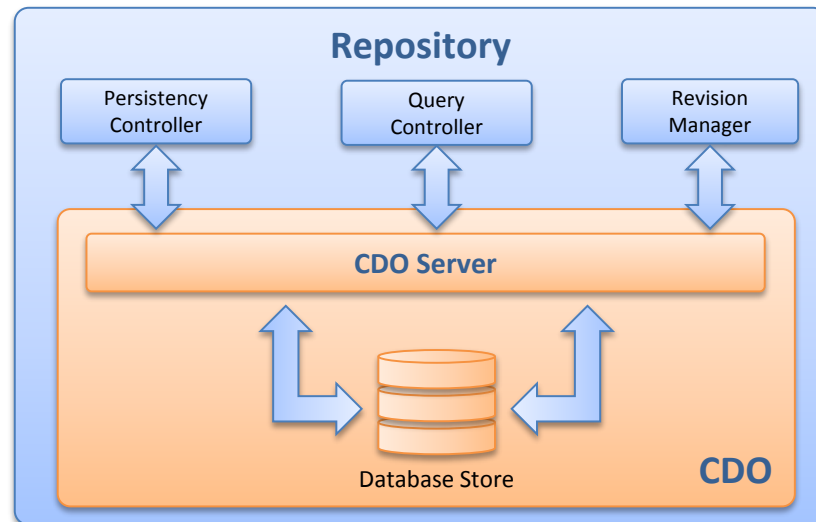 Repository
Persistency
Controller
Query
Controller
Revision
Manager
CDO Server
Database Store
CDO